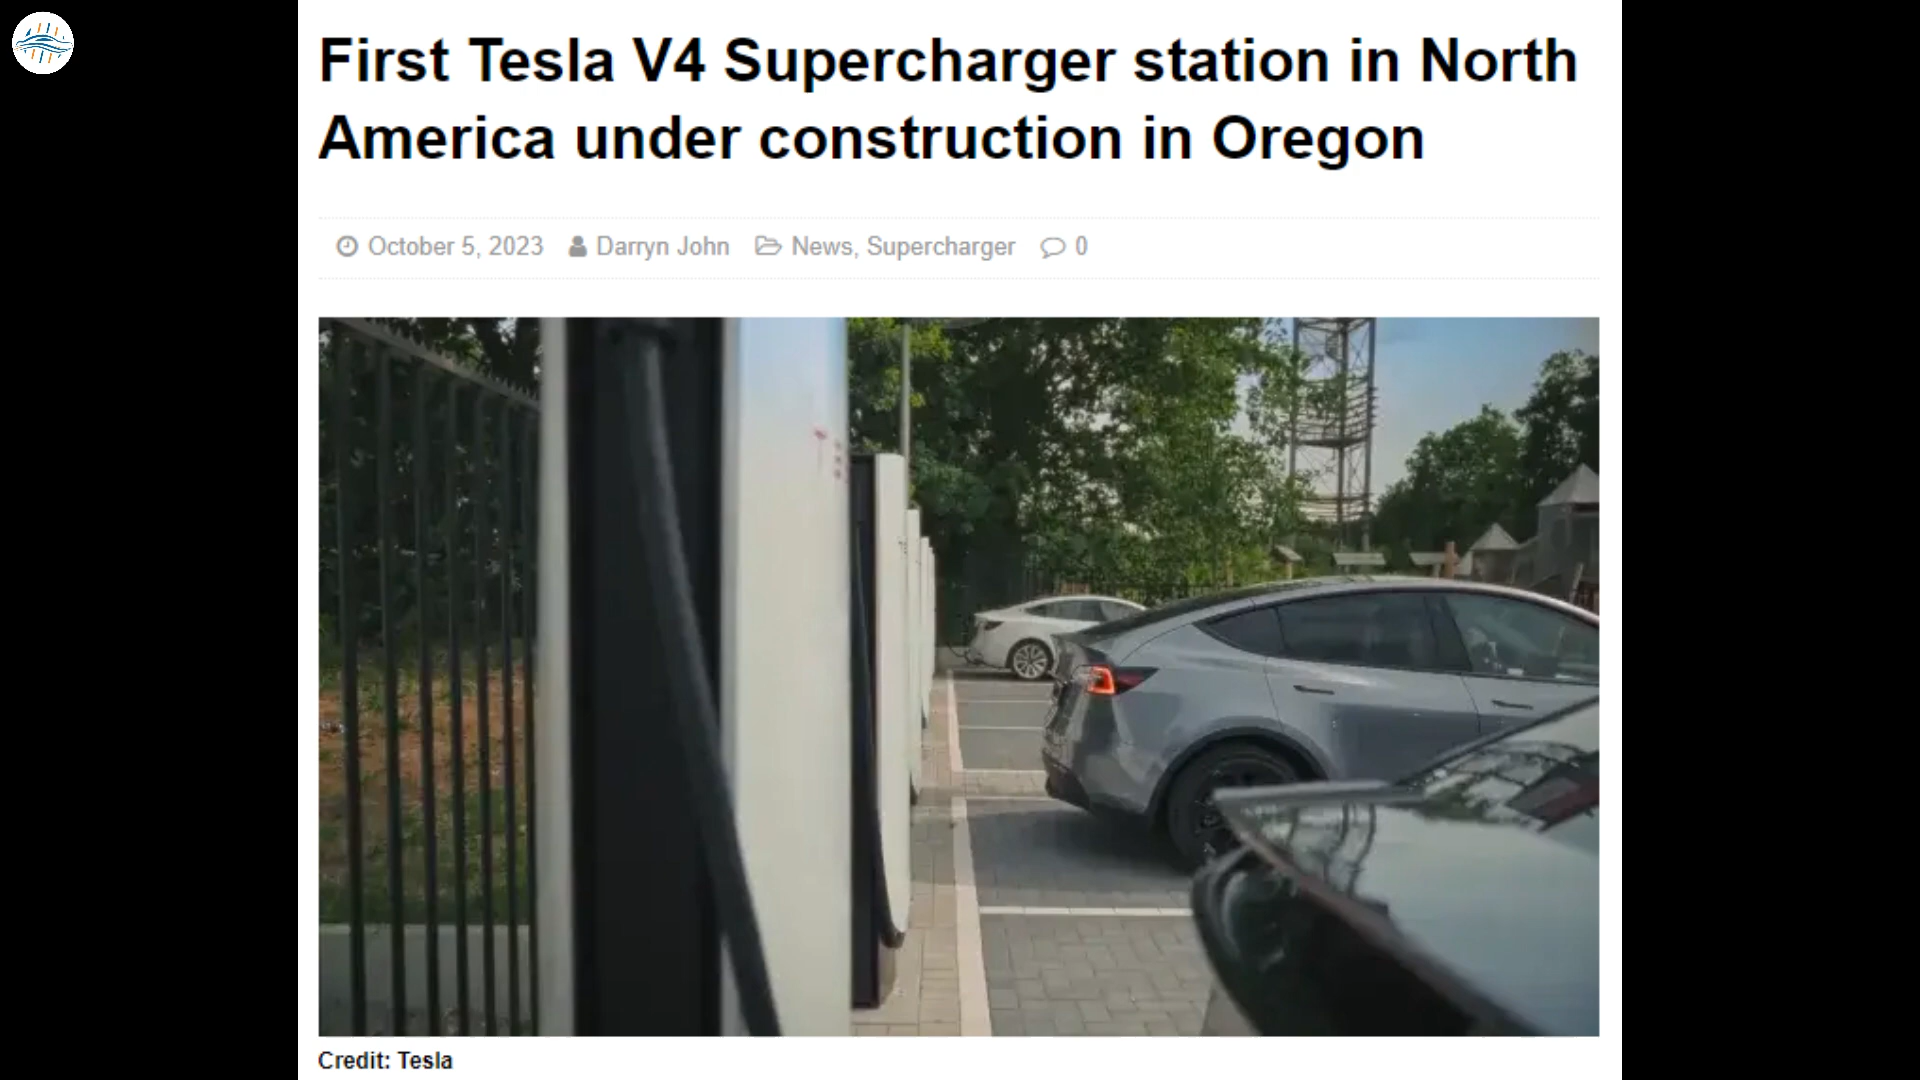 First Tesla V4 Supercharger station in North
America under construction in Oregon
October 5, 2023 Darryn John News, Supercharger 0
Credit: Tesla